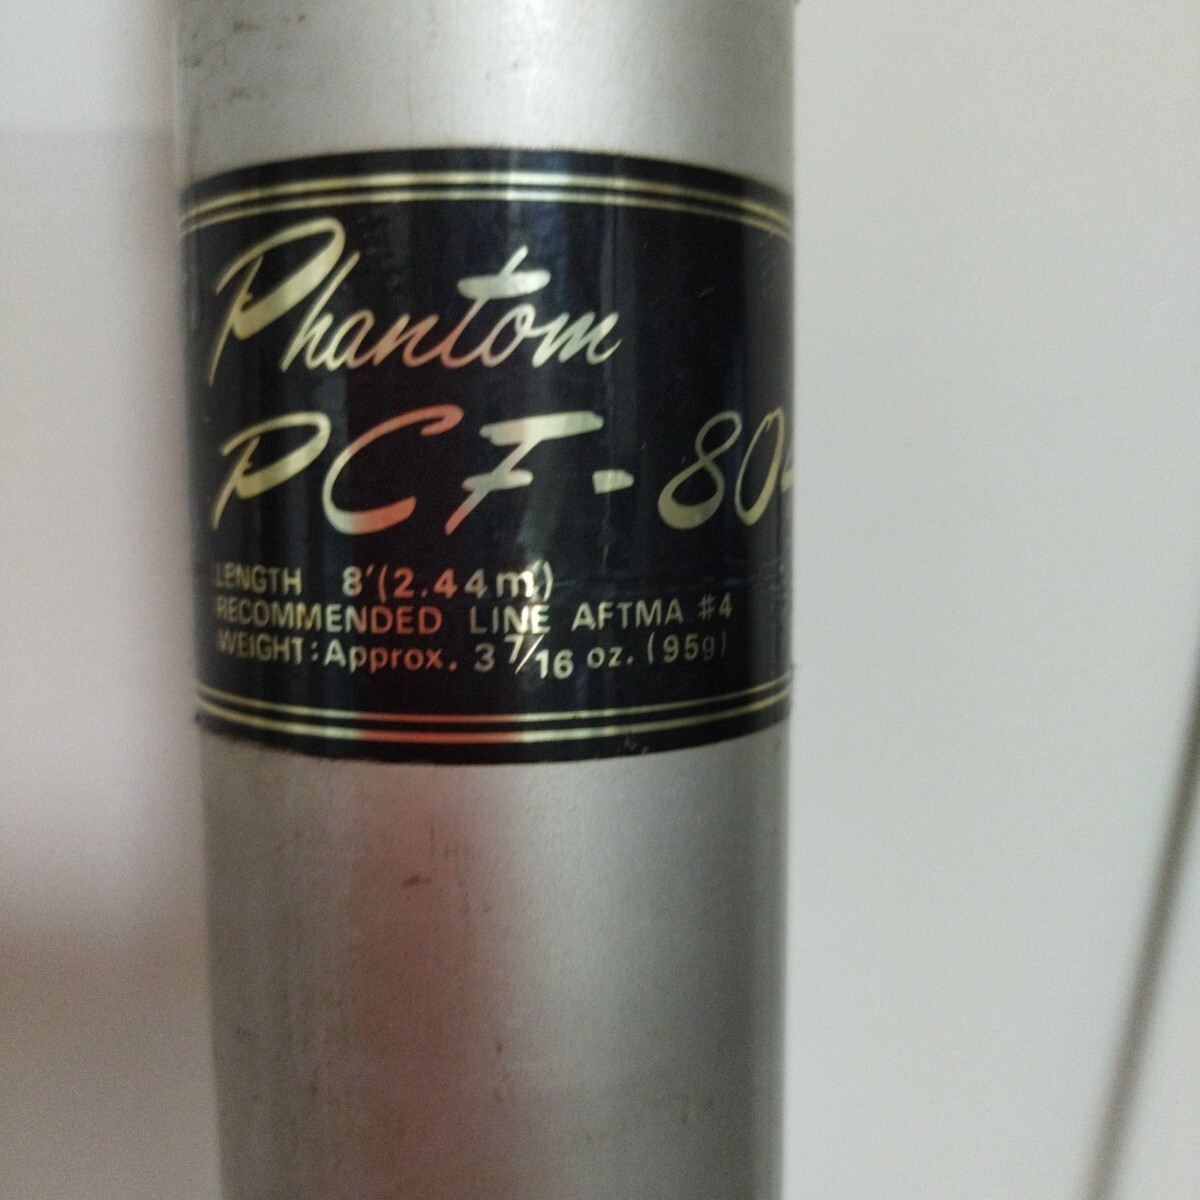 Phantom
PCF-80-
LENGTH 8'(2.44m)
RECOMMENDED LINE AFTMA #4
WEIGHT:Approx. 3 7/16 oz. (95g)